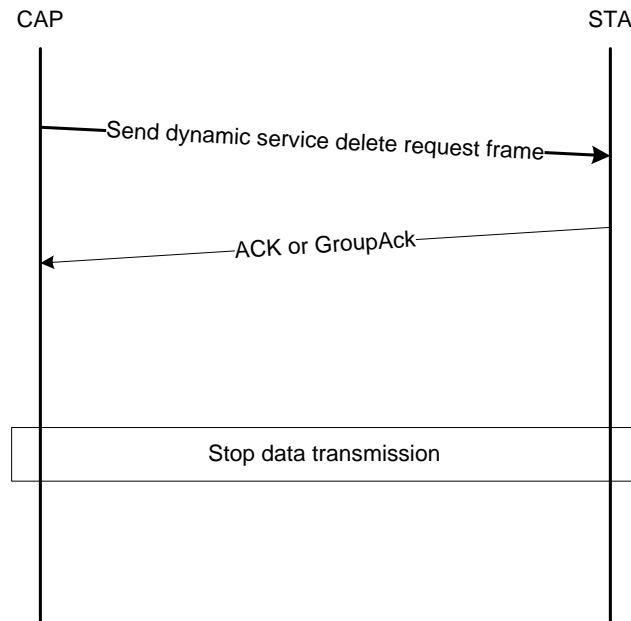 CAP
STA
Send dynamic service delete request frame
ACK or GroupAck
Stop data transmission